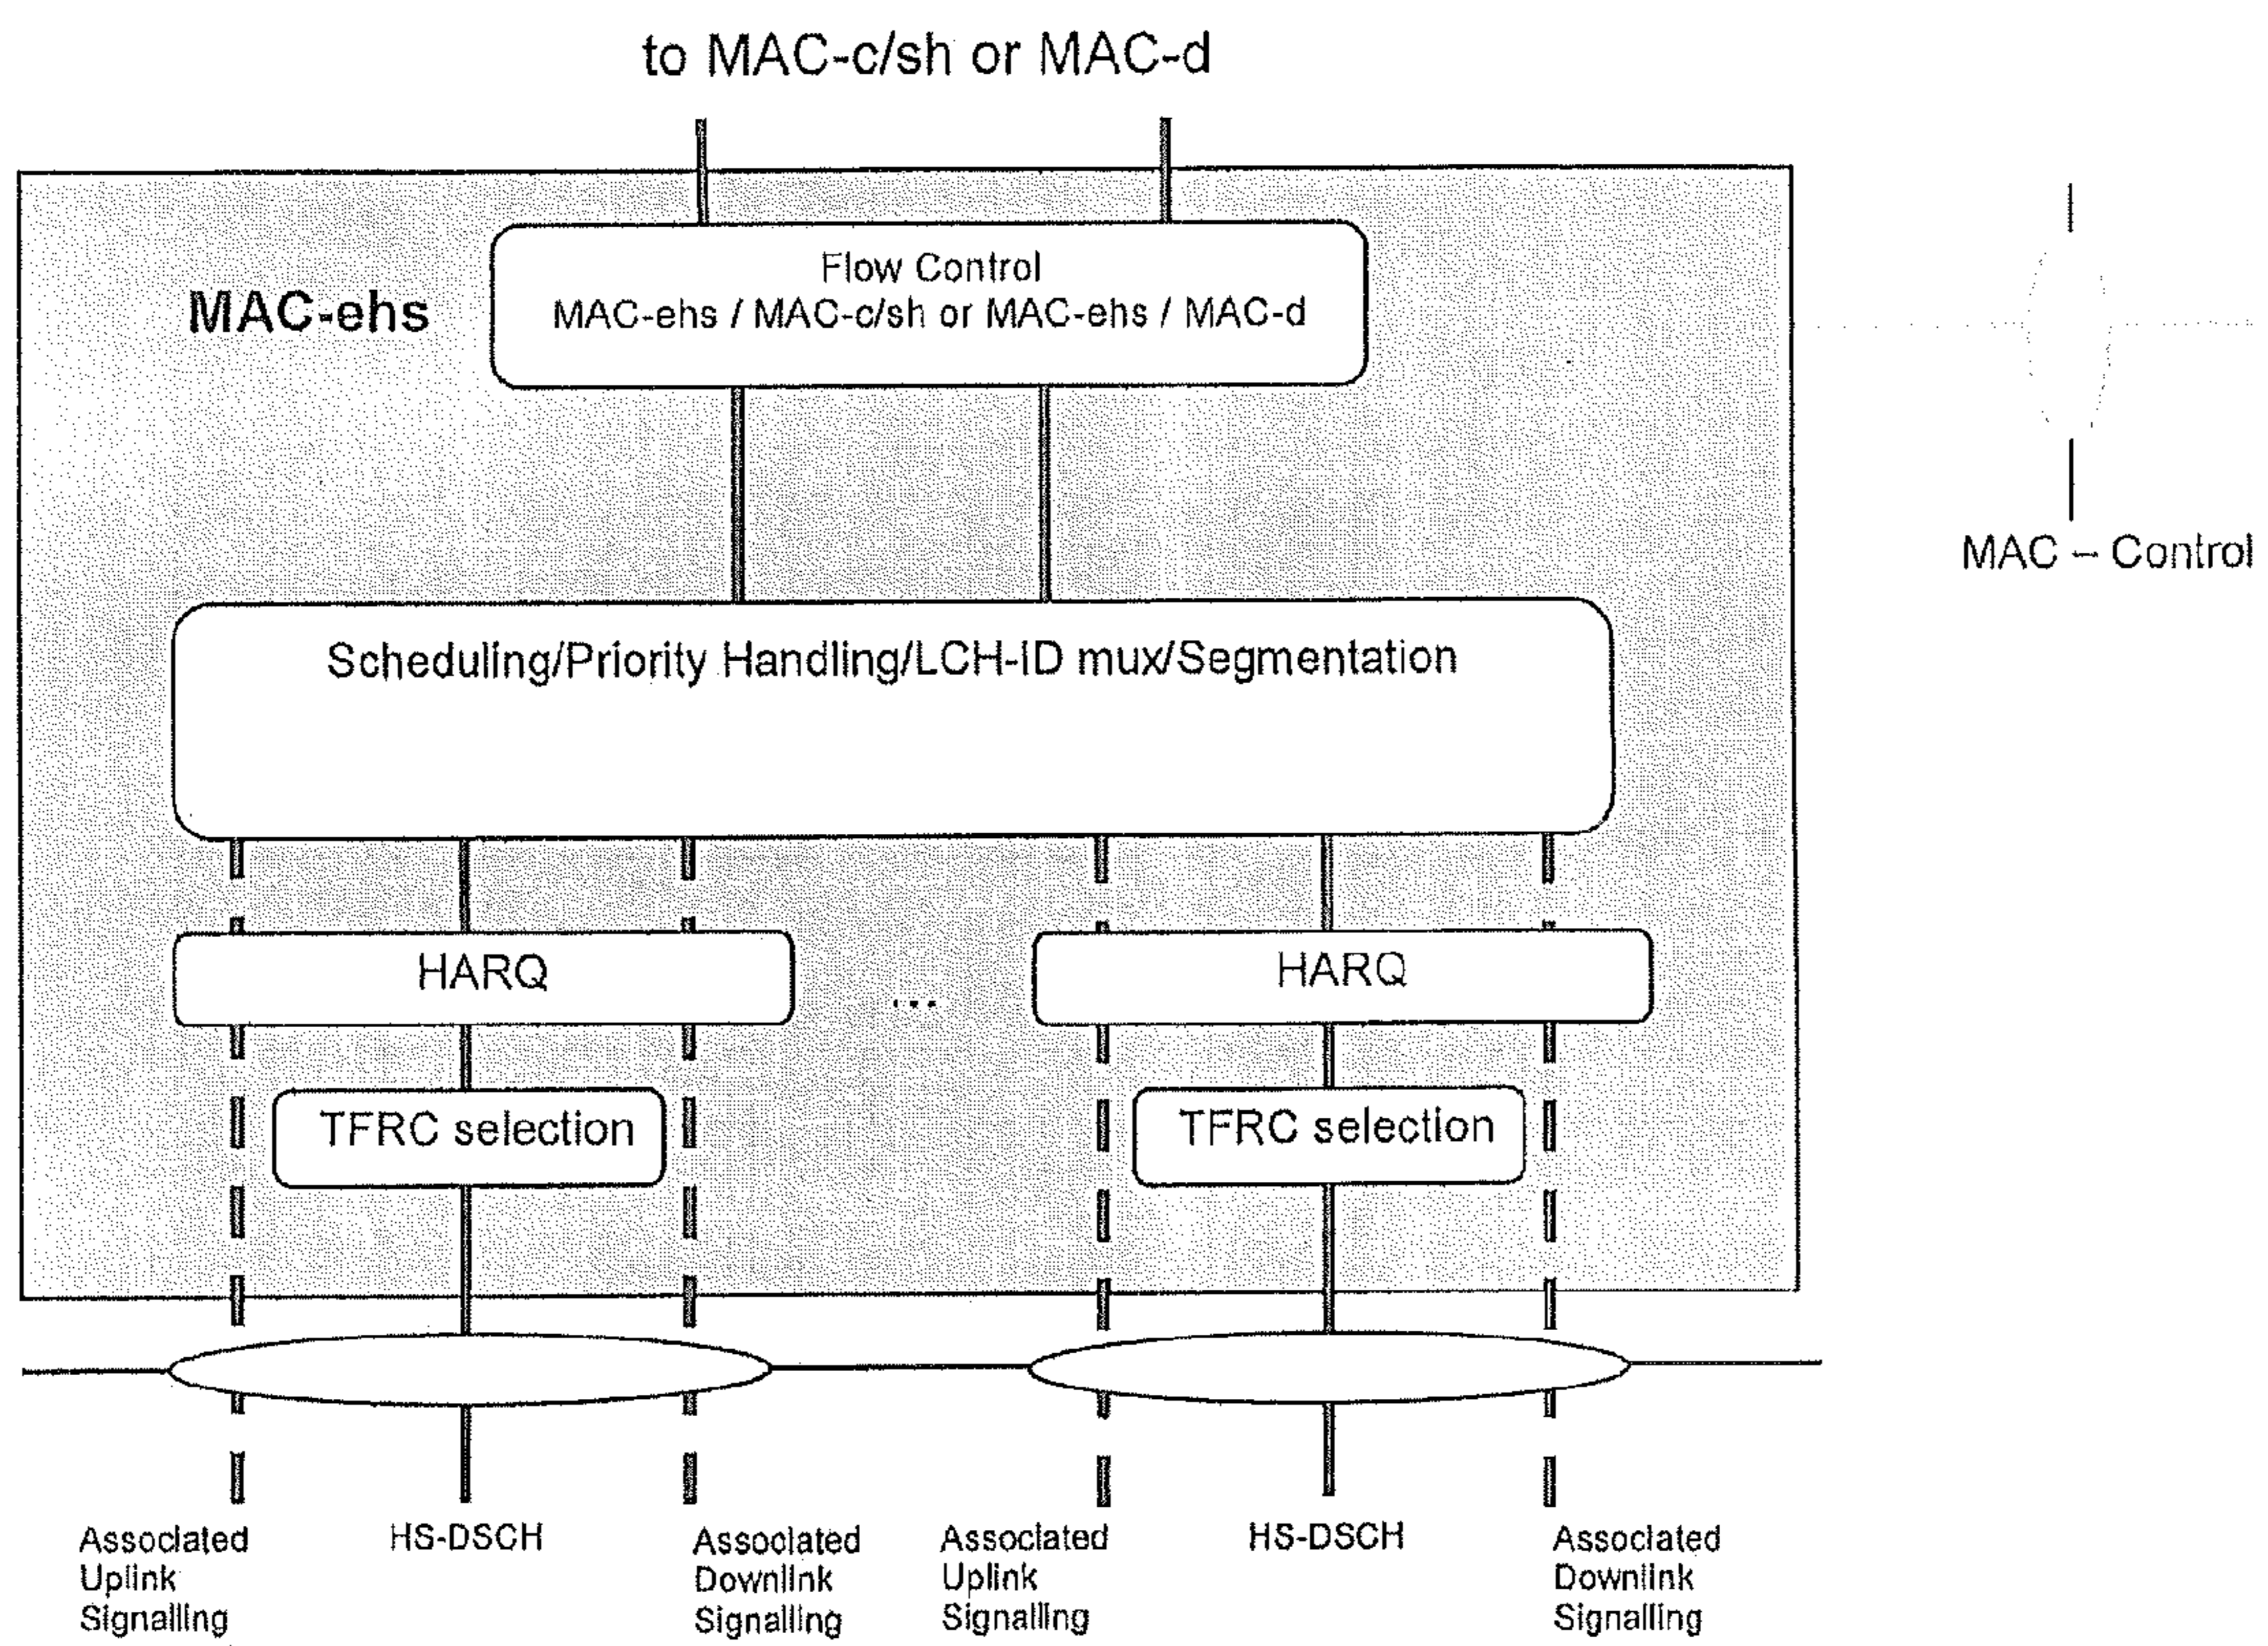 to MAC-c/sh or MAC-d
Flow Control
MAC-ehs / MAC-c/sh or MAC-ehs / MAC-d
MAC-ehs
MAC – Control
Scheduling/Priority Handling/LCH-ID mux/Segmentation
HARQ
...
HARQ
TFRC selection
TFRC selection
Associated
Uplink
Signalling
HS-DSCH
Associated
Downlink
Signalling
Associated
Uplink
Signalling
HS-DSCH
Associated
Downlink
Signalling